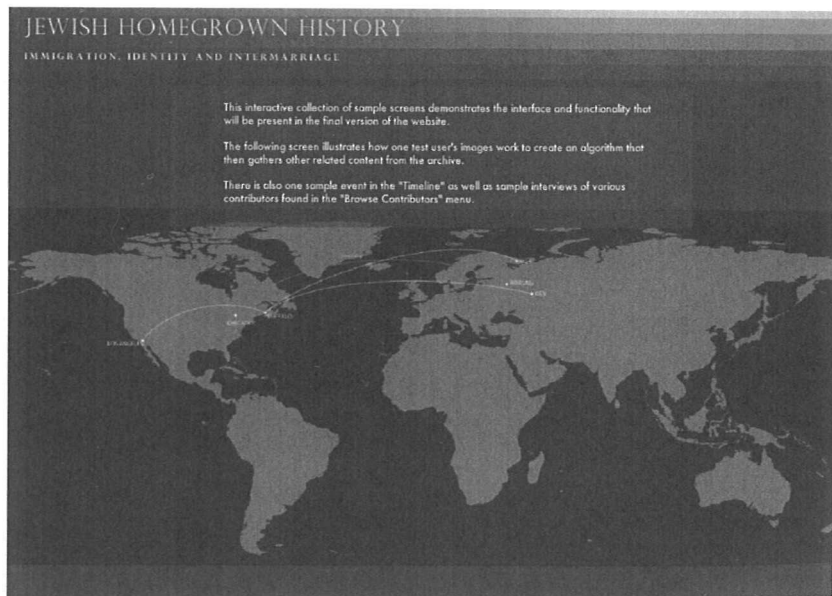 JEWISH HOMEGROWN HISTORY
IMMIGRATION, IDENTITY AND INTERMARRIAGE
This interactive collection of sample screens demonstrates the interface and functionality that
will be present in the final version of the website.
The following screen illustrates how one test user's images work to create an algorithm that
then gathers other related content from the archive.
There is also one sample event in the "Timeline" as well as sample interviews of various
contributors found in the "Browse Contributors" menu.